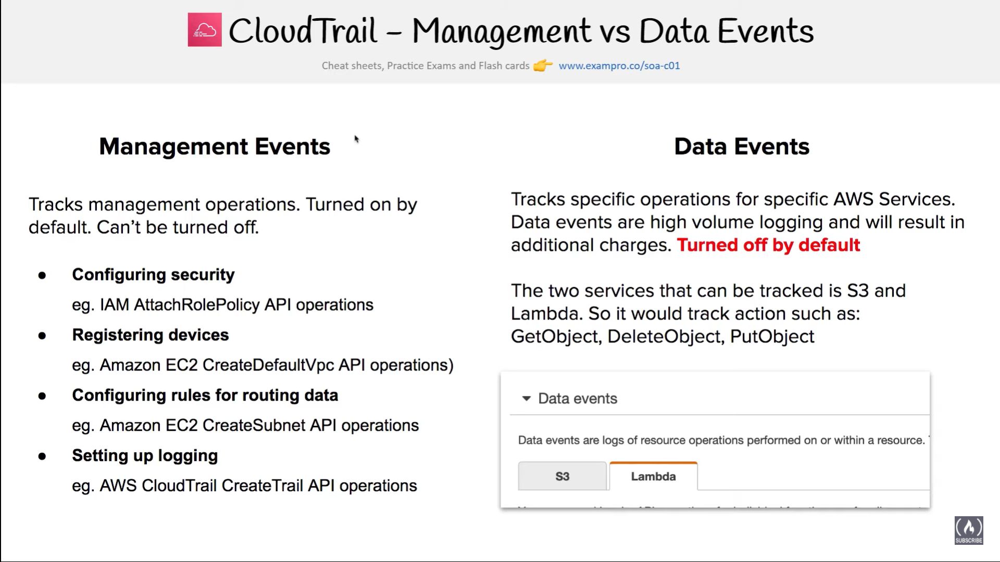 CloudTrail – Management vs Data Events
Cheat sheets, Practice Exams and Flash cards 👉 www.exampro.co/soa-c01
Management Events
Tracks management operations. Turned on by
default. Can't be turned off.
● Configuring security
eg. IAM AttachRolePolicy API operations
● Registering devices
eg. Amazon EC2 CreateDefaultVpc API operations)
● Configuring rules for routing data
eg. Amazon EC2 CreateSubnet API operations
● Setting up logging
eg. AWS CloudTrail CreateTrail API operations
Data Events
Tracks specific operations for specific AWS Services.
Data events are high volume logging and will result in
additional charges. Turned off by default
The two services that can be tracked is S3 and
Lambda. So it would track action such as:
GetObject, DeleteObject, PutObject
Data events
Data events are logs of resource operations performed on or within a resource.
S3 Lambda
SUBSCRIBE